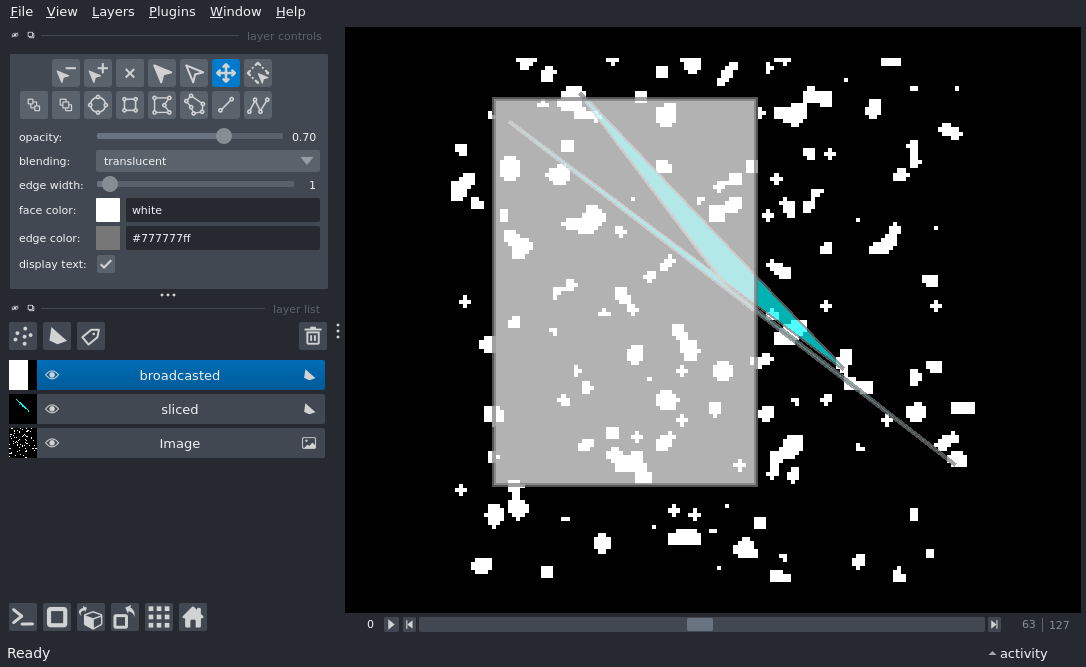 File View Layers Plugins Window Help
layer controls
opacity: 0.70
blending: translucent
edge width: 1
face color: white
edge color: #777777ff
display text:
layer list
broadcasted
sliced
Image
0 63 127
Ready activity